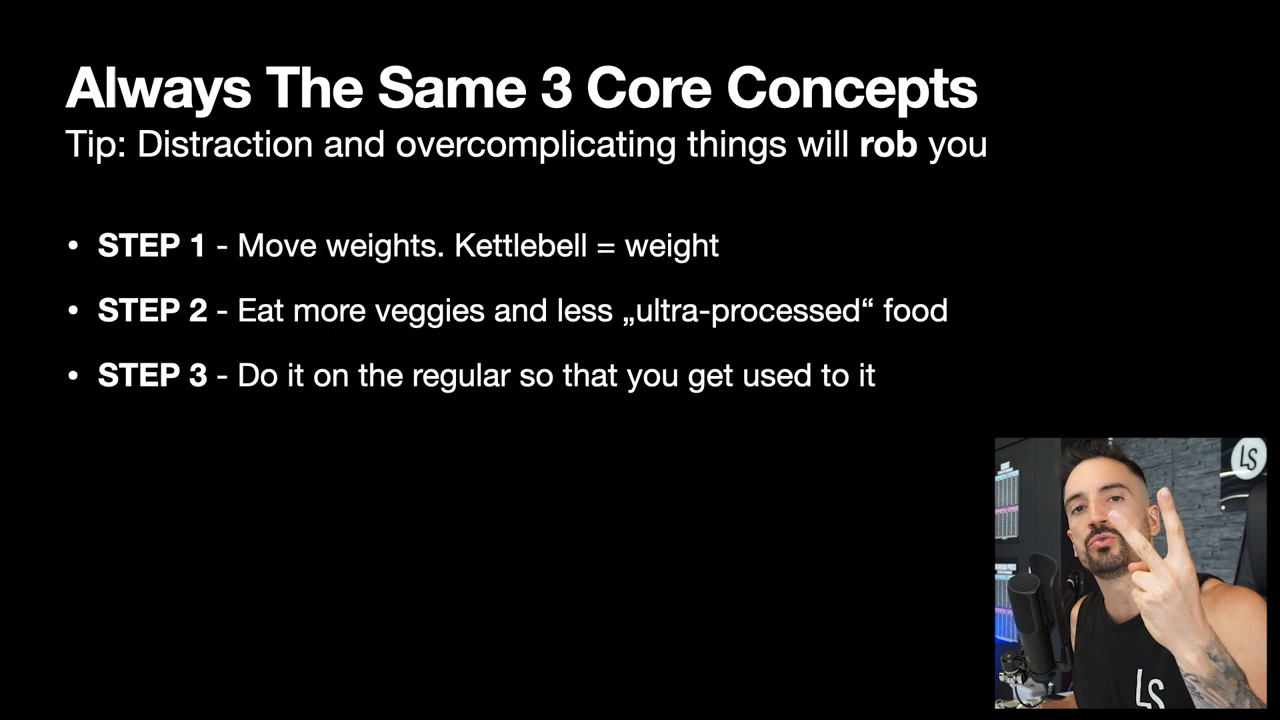 Always The Same 3 Core Concepts
Tip: Distraction and overcomplicating things will rob you
• STEP 1 - Move weights. Kettlebell = weight
• STEP 2 - Eat more veggies and less „ultra-processed“ food
• STEP 3 - Do it on the regular so that you get used to it
LS
LS